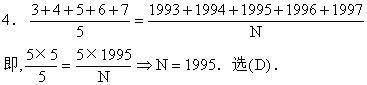 4. (3+4+5+6+7)/5 = (1993+1994+1995+1996+1997)/N
即,(5×5)/5 = (5×1995)/N ⇒ N = 1995. 选(D).